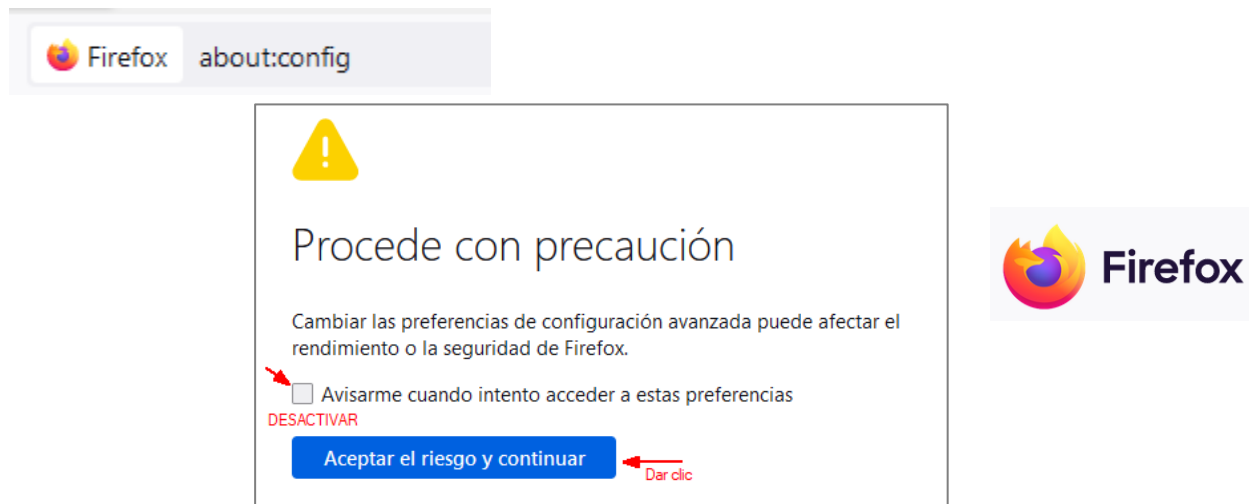 Firefox about:config
Procede con precaución
Cambiar las preferencias de configuración avanzada puede afectar el
rendimiento o la seguridad de Firefox.
Avisarme cuando intento acceder a estas preferencias
DESACTIVAR
Aceptar el riesgo y continuar
Dar clic
Firefox